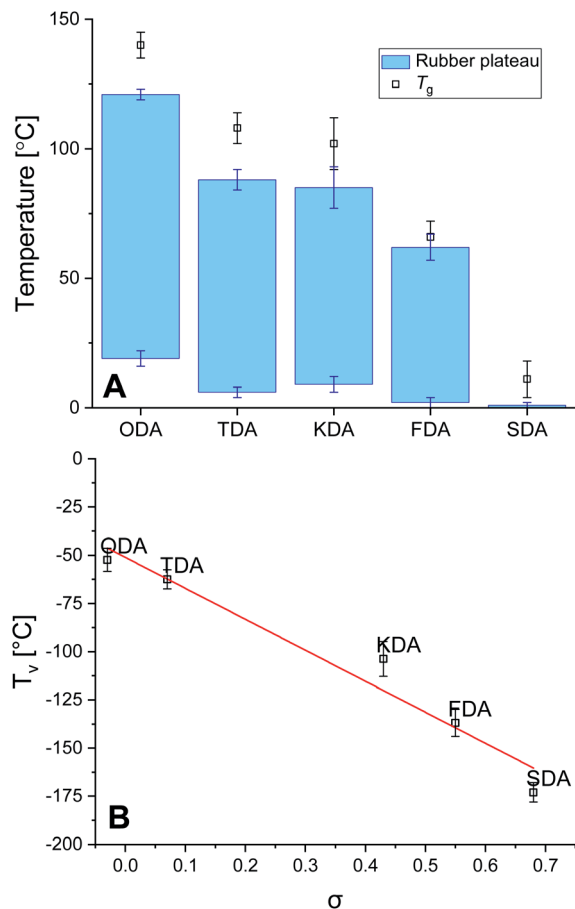 150
100
50
0
Temperature [°C]
Rubber plateau
Tg
A
ODA TDA KDA FDA SDA
0
-25
-50
-75
-100
-125
-150
-175
-200
Tv [°C]
ODA
TDA
KDA
FDA
SDA
B
0.0 0.1 0.2 0.3 0.4 0.5 0.6 0.7
σ